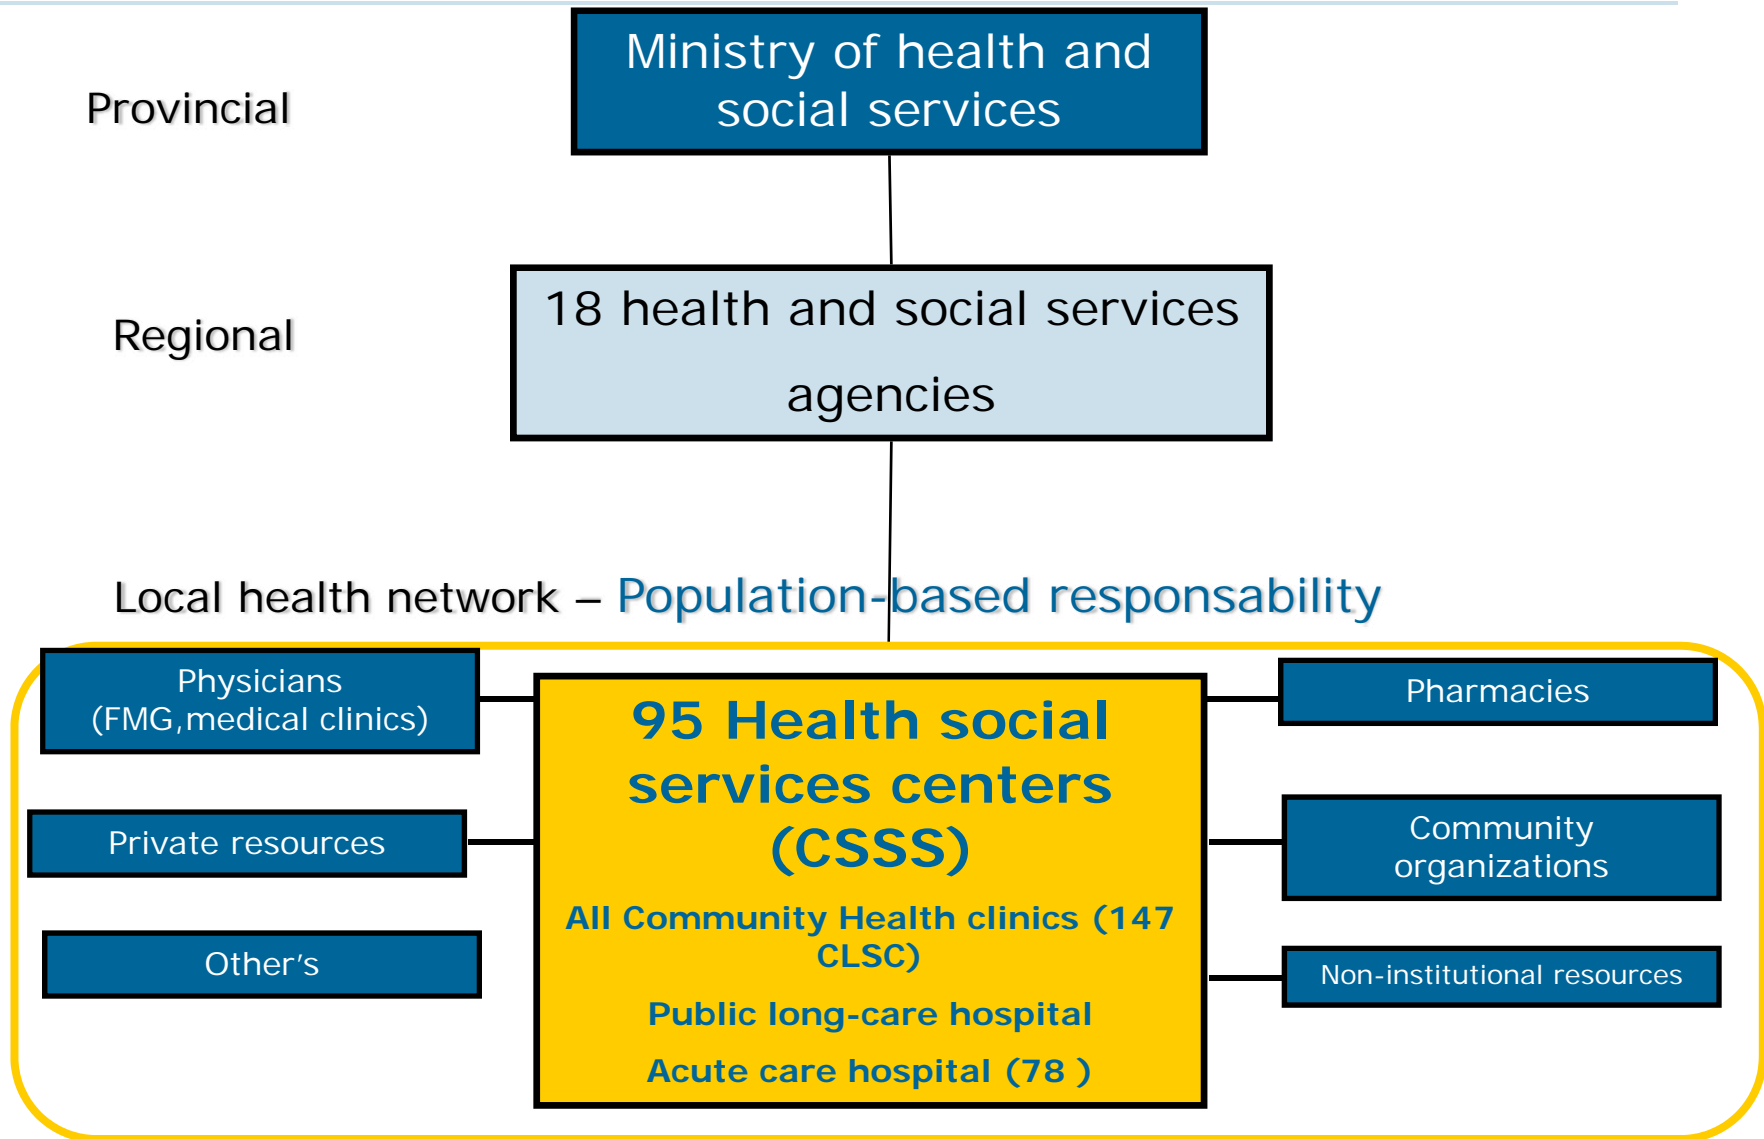 Ministry of health and
social services
Provincial
18 health and social services
agencies
Regional
Local health network – Population-based responsability
Physicians
(FMG,medical clinics)
Private resources
Other’s
95 Health social
services centers
(CSSS)
All Community Health clinics (147
CLSC)
Public long-care hospital
Acute care hospital (78 )
Pharmacies
Community
organizations
Non-institutional resources